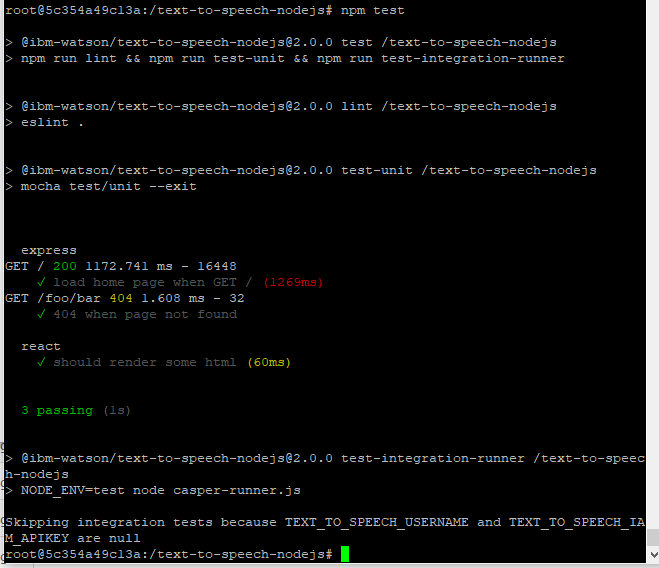 root@5c354a49c13a:/text-to-speech-nodejs# npm test
> @ibm-watson/text-to-speech-nodejs@2.0.0 test /text-to-speech-nodejs
> npm run lint && npm run test-unit && npm run test-integration-runner
> @ibm-watson/text-to-speech-nodejs@2.0.0 lint /text-to-speech-nodejs
> eslint .
> @ibm-watson/text-to-speech-nodejs@2.0.0 test-unit /text-to-speech-nodejs
> mocha test/unit --exit
express
GET / 200 1172.741 ms - 16448
✓ load home page when GET / (1269ms)
GET /foo/bar 404 1.608 ms - 32
✓ 404 when page not found
react
✓ should render some html (60ms)
3 passing (1s)
> @ibm-watson/text-to-speech-nodejs@2.0.0 test-integration-runner /text-to-speec
h-nodejs
> NODE_ENV=test node casper-runner.js
Skipping integration tests because TEXT_TO_SPEECH_USERNAME and TEXT_TO_SPEECH_IA
M_APIKEY are null
root@5c354a49c13a:/text-to-speech-nodejs#